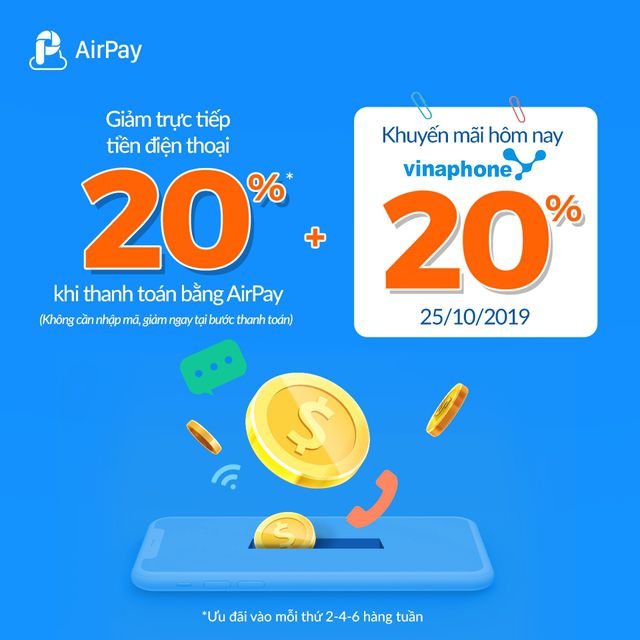 AirPay
Giảm trực tiếp
tiền điện thoại
20%*
khi thanh toán bằng AirPay
(Không cần nhập mã, giảm ngay tại bước thanh toán)
+
Khuyến mãi hôm nay
vinaphone
20%
25/10/2019
*Ưu đãi vào mỗi thứ 2-4-6 hàng tuần